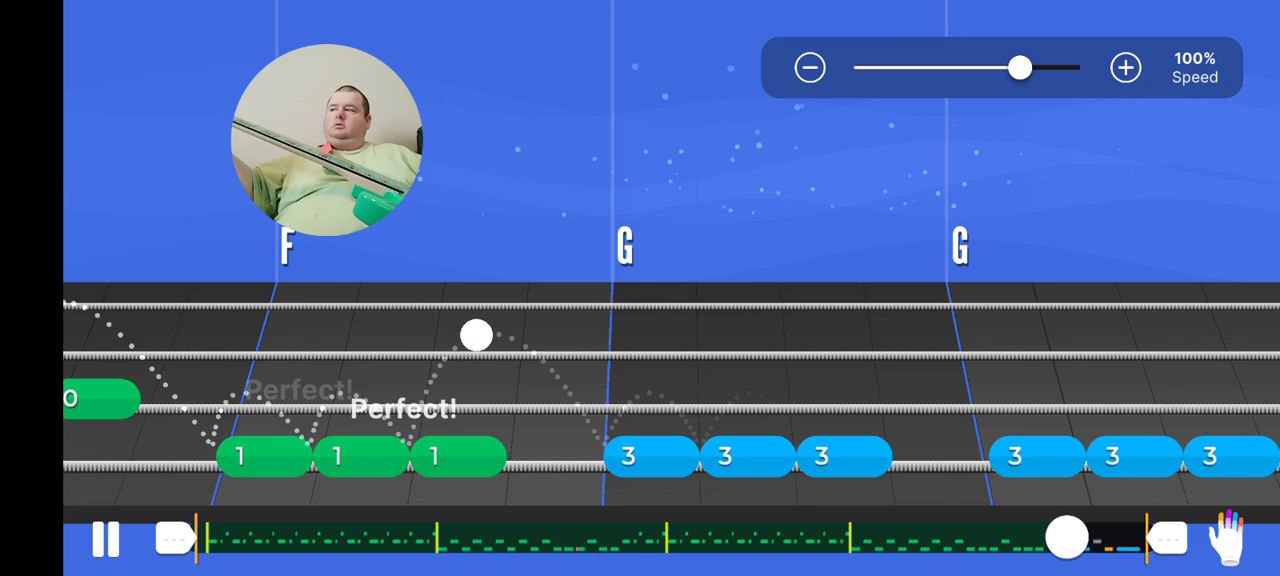 100%
Speed
F
G
G
0
Perfect!
Perfect!
1 1 1 3 3 3 3 3 3